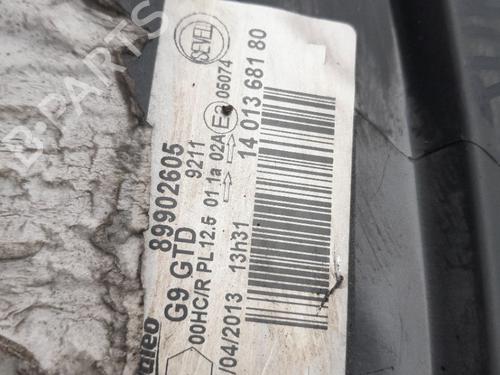 SEVEL
14 013 681 80
E2 05074
9211 01 1a 02A
89902605
G9 GTD
00HC/R PL-12.5
/04/2013 13h31
aleo
B-PARTS